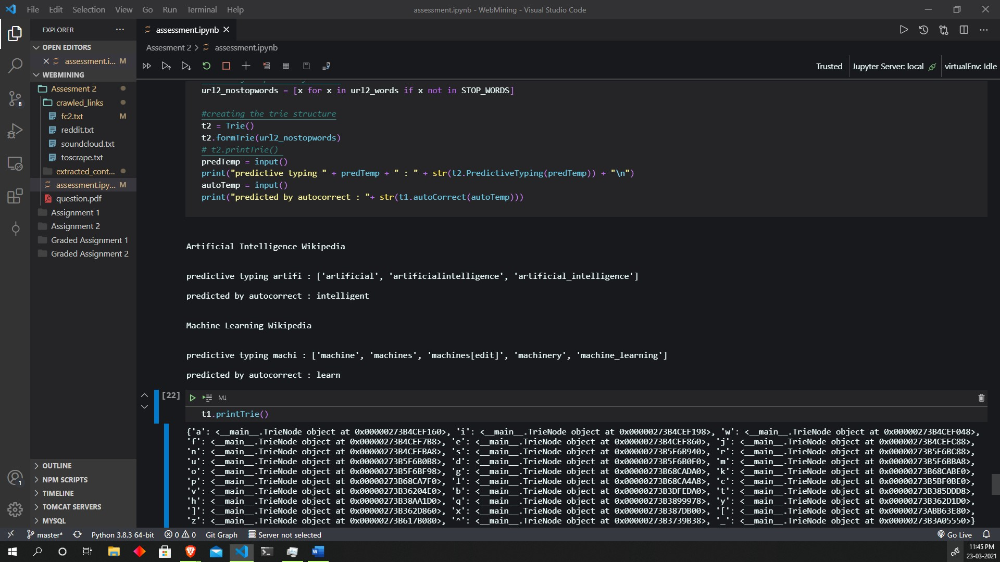 File Edit Selection View Go Run Terminal Help
assessment.ipynb - WebMining - Visual Studio Code
EXPLORER
OPEN EDITORS
assessment.i... M
WEBMINING
Assesment 2
crawled_links
fc2.txt M
reddit.txt
soundcloud.txt
toscrape.txt
extracted_cont...
assessment.ipy... M
question.pdf
Assignment 1
Assignment 2
Graded Assignment 1
Graded Assignment 2
OUTLINE
NPM SCRIPTS
TIMELINE
TOMCAT SERVERS
MYSQL
8
1
assessment.ipynb
Assesment 2 > assessment.ipynb
Trusted Jupyter Server: local virtualEnv: Idle
url2_nostopwords = [x for x in url2_words if x not in STOP_WORDS]
#creating the trie structure
t2 = Trie()
t2.formTrie(url2_nostopwords)
# t2.printTrie()
predTemp = input()
print("predictive typing " + predTemp + " : " + str(t2.PredictiveTyping(predTemp)) + "\n")
autoTemp = input()
print("predicted by autocorrect : "+ str(t1.autoCorrect(autoTemp)))
Artificial Intelligence Wikipedia
predictive typing artifi : ['artificial', 'artificialintelligence', 'artificial_intelligence']
predicted by autocorrect : intelligent
Machine Learning Wikipedia
predictive typing machi : ['machine', 'machines', 'machines[edit]', 'machinery', 'machine_learning']
predicted by autocorrect : learn
[22]
M↓
t1.printTrie()
{'a': <__main__.TrieNode object at 0x00000273B4CEF160>, 'i': <__main__.TrieNode object at 0x00000273B4CEF198>, 'w': <__main__.TrieNode object at 0x00000273B4CEF048>,
'f': <__main__.TrieNode object at 0x00000273B4CEF7B8>, 'e': <__main__.TrieNode object at 0x00000273B4CEF860>, 'j': <__main__.TrieNode object at 0x00000273B4CEFC88>,
'n': <__main__.TrieNode object at 0x00000273B4CEFBA8>, 's': <__main__.TrieNode object at 0x00000273B5F6B940>, 'r': <__main__.TrieNode object at 0x00000273B5F6BC88>,
'u': <__main__.TrieNode object at 0x00000273B5F6B0B8>, 'd': <__main__.TrieNode object at 0x00000273B5F6B0F0>, 'm': <__main__.TrieNode object at 0x00000273B5F6BBA8>,
'o': <__main__.TrieNode object at 0x00000273B5F6BF98>, 'g': <__main__.TrieNode object at 0x00000273B68CADA0>, 'k': <__main__.TrieNode object at 0x00000273B68CABE0>,
'p': <__main__.TrieNode object at 0x00000273B68CA7F0>, 'l': <__main__.TrieNode object at 0x00000273B68CA4A8>, 'c': <__main__.TrieNode object at 0x00000273B5BF0BE0>,
'v': <__main__.TrieNode object at 0x00000273B36204E0>, 'b': <__main__.TrieNode object at 0x00000273B3DFEDA0>, 't': <__main__.TrieNode object at 0x00000273B385DDD8>,
'h': <__main__.TrieNode object at 0x00000273B38AA1D0>, 'q': <__main__.TrieNode object at 0x00000273B3899978>, 'y': <__main__.TrieNode object at 0x00000273B362D1D0>,
']': <__main__.TrieNode object at 0x00000273B362D860>, 'x': <__main__.TrieNode object at 0x00000273B387DB00>, '[': <__main__.TrieNode object at 0x00000273ABB63E80>,
'z': <__main__.TrieNode object at 0x00000273B617B080>, '^': <__main__.TrieNode object at 0x00000273B3739B38>, '_': <__main__.TrieNode object at 0x00000273B3A05550>}
master* Python 3.8.3 64-bit 0 0 Git Graph Server not selected Go Live
11:45 PM
23-03-2021